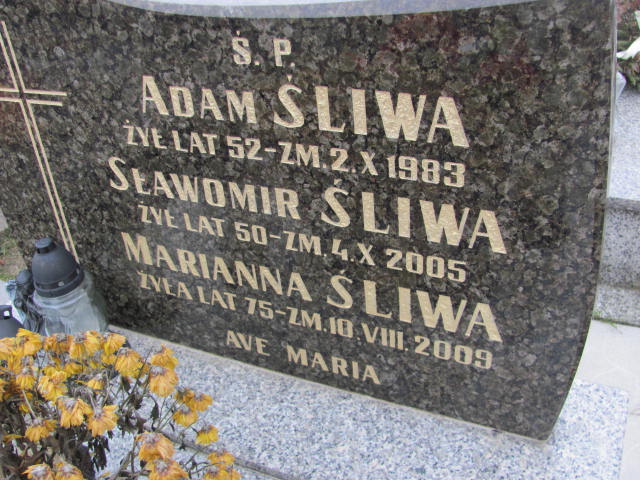 Ś. P.
ADAM ŚLIWA
ŻYŁ LAT 52-ZM. 2. X 1983
SŁAWOMIR ŚLIWA
ŻYŁ LAT 50-ZM. 4. X 2005
MARIANNA ŚLIWA
ŻYŁA LAT 75-ZM. 10. VIII. 2009
AVE MARIA